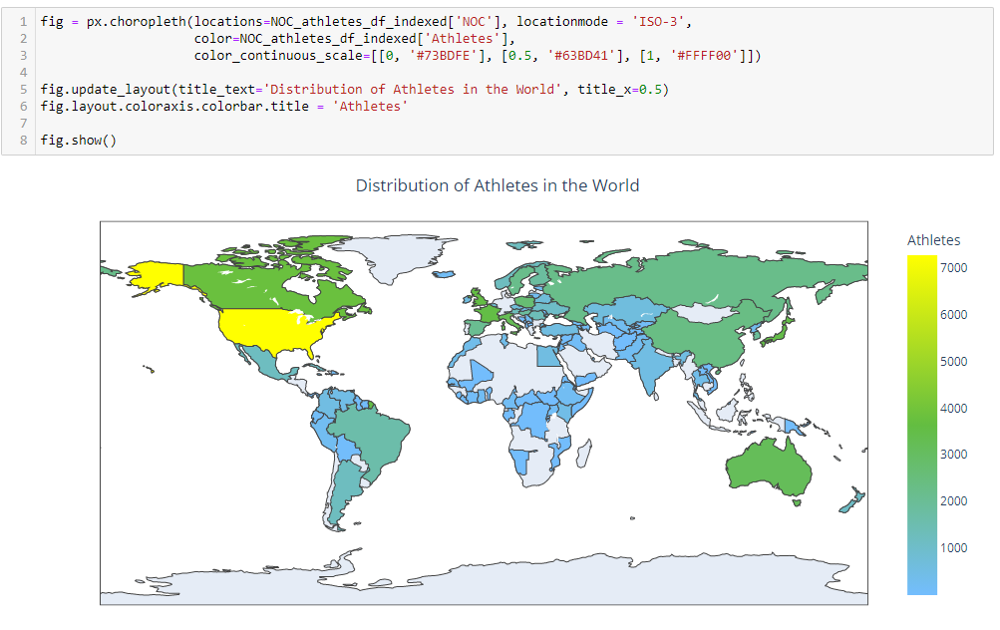 1 fig = px.choropleth(locations=NOC_athletes_df_indexed['NOC'], locationmode = 'ISO-3',
2 color=NOC_athletes_df_indexed['Athletes'],
3 color_continuous_scale=[[0, '#73BDFE'], [0.5, '#63BD41'], [1, '#FFFF00']])
4
5 fig.update_layout(title_text='Distribution of Athletes in the World', title_x=0.5)
6 fig.layout.coloraxis.colorbar.title = 'Athletes'
7
8 fig.show()
Distribution of Athletes in the World
Athletes
7000
6000
5000
4000
3000
2000
1000